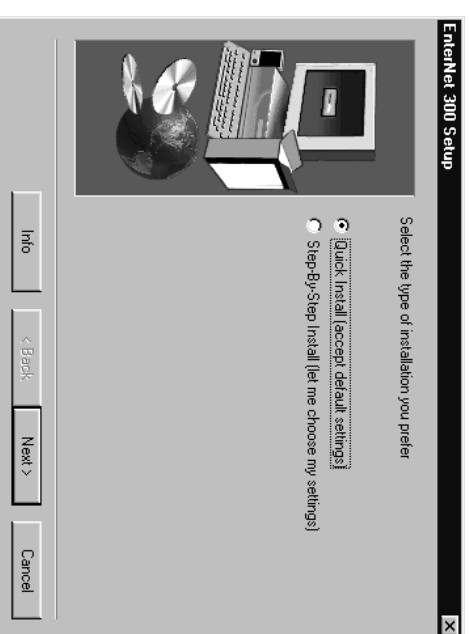 EnterNet 300 Setup
Select the type of installation you prefer
Quick Install (accept default settings)
Step-By-Step Install (let me choose my settings)
Info
< Back
Next >
Cancel